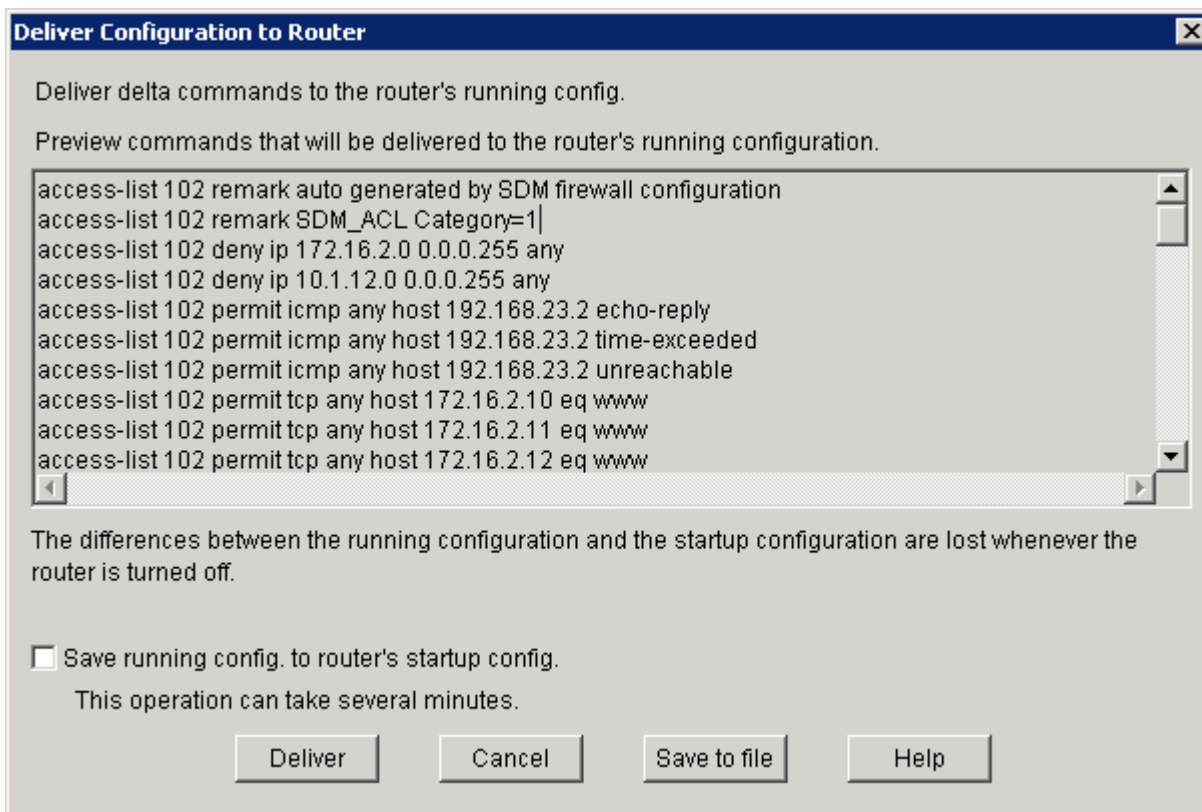 Deliver Configuration to Router
Deliver delta commands to the router's running config.
Preview commands that will be delivered to the router's running configuration.
access-list 102 remark auto generated by SDM firewall configuration
access-list 102 remark SDM_ACL Category=1
access-list 102 deny ip 172.16.2.0 0.0.0.255 any
access-list 102 deny ip 10.1.12.0 0.0.0.255 any
access-list 102 permit icmp any host 192.168.23.2 echo-reply
access-list 102 permit icmp any host 192.168.23.2 time-exceeded
access-list 102 permit icmp any host 192.168.23.2 unreachable
access-list 102 permit tcp any host 172.16.2.10 eq www
access-list 102 permit tcp any host 172.16.2.11 eq www
access-list 102 permit tcp any host 172.16.2.12 eq www
The differences between the running configuration and the startup configuration are lost whenever the
router is turned off.
Save running config. to router's startup config.
This operation can take several minutes.
Deliver Cancel Save to file Help